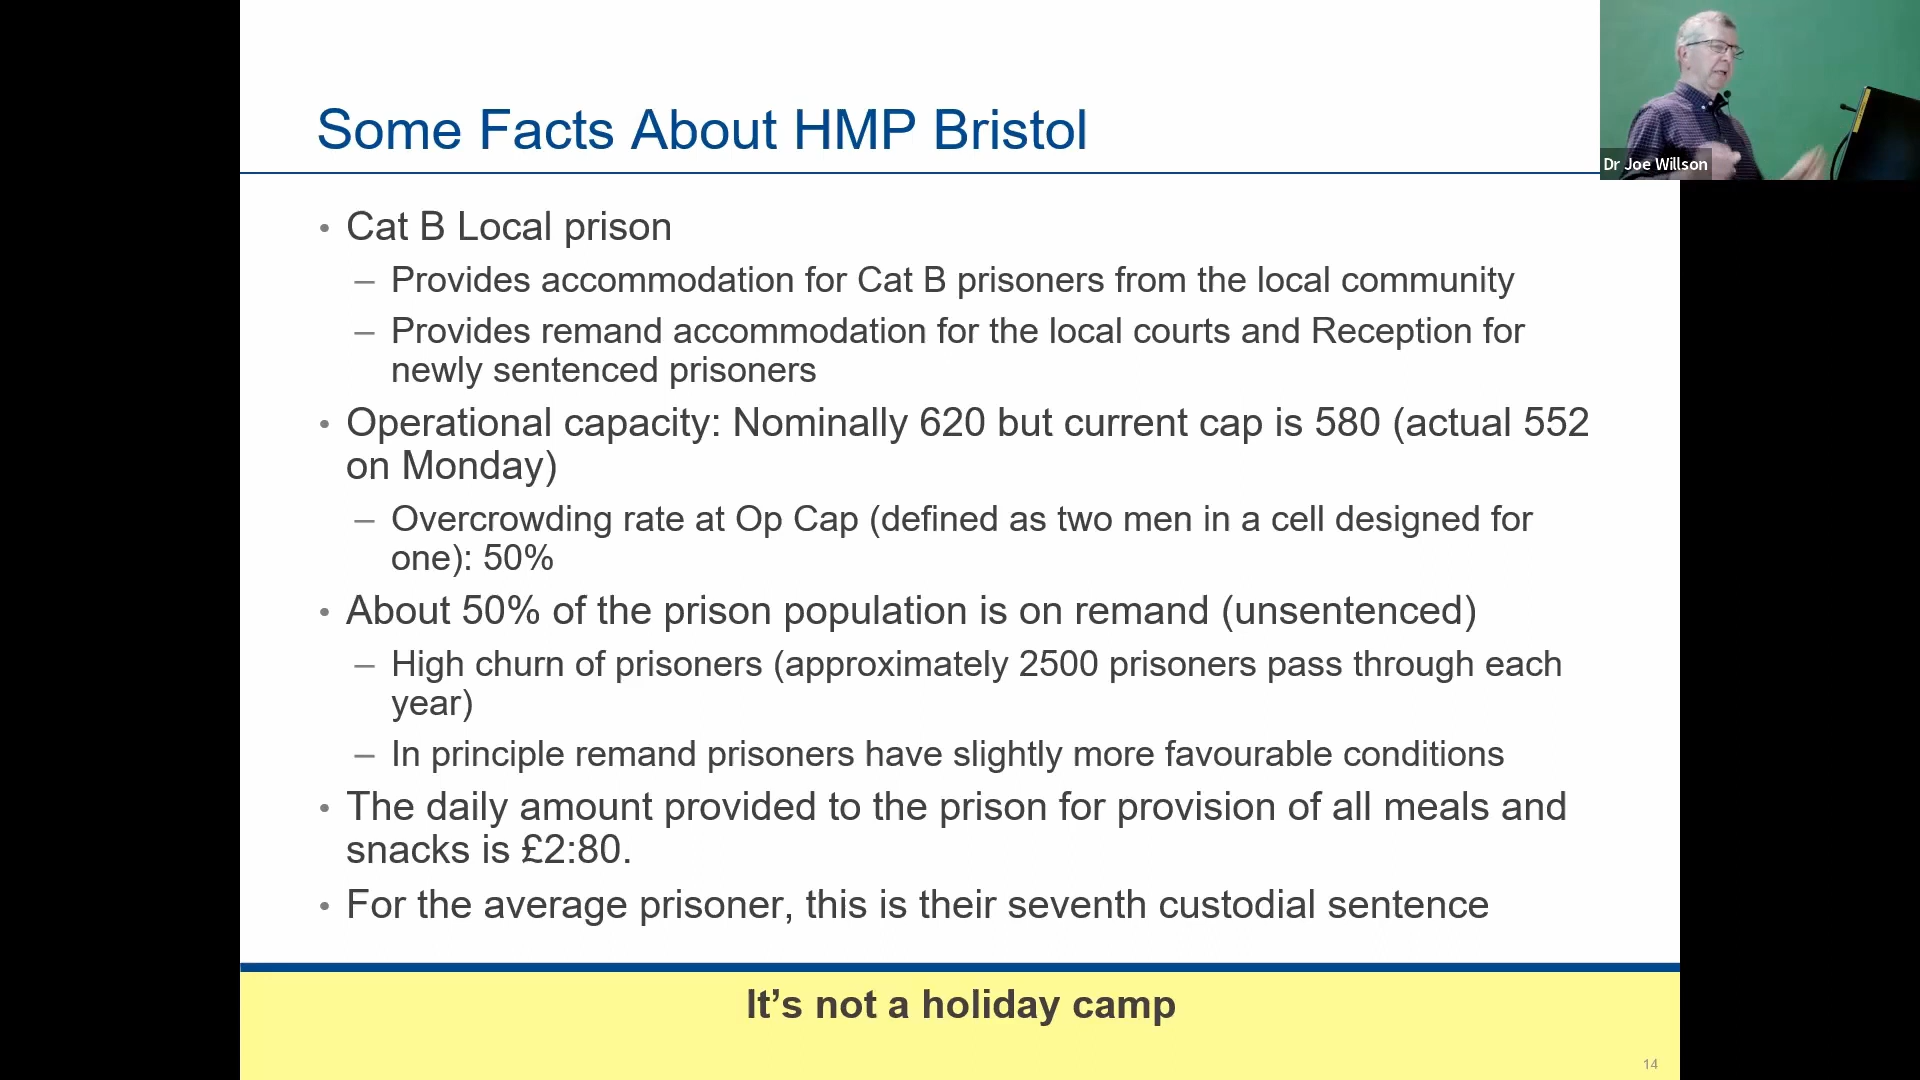 Some Facts About HMP Bristol
Dr Joe Willson
• Cat B Local prison
– Provides accommodation for Cat B prisoners from the local community
– Provides remand accommodation for the local courts and Reception for
newly sentenced prisoners
• Operational capacity: Nominally 620 but current cap is 580 (actual 552
on Monday)
– Overcrowding rate at Op Cap (defined as two men in a cell designed for
one): 50%
• About 50% of the prison population is on remand (unsentenced)
– High churn of prisoners (approximately 2500 prisoners pass through each
year)
– In principle remand prisoners have slightly more favourable conditions
• The daily amount provided to the prison for provision of all meals and
snacks is £2:80.
• For the average prisoner, this is their seventh custodial sentence
It’s not a holiday camp
14